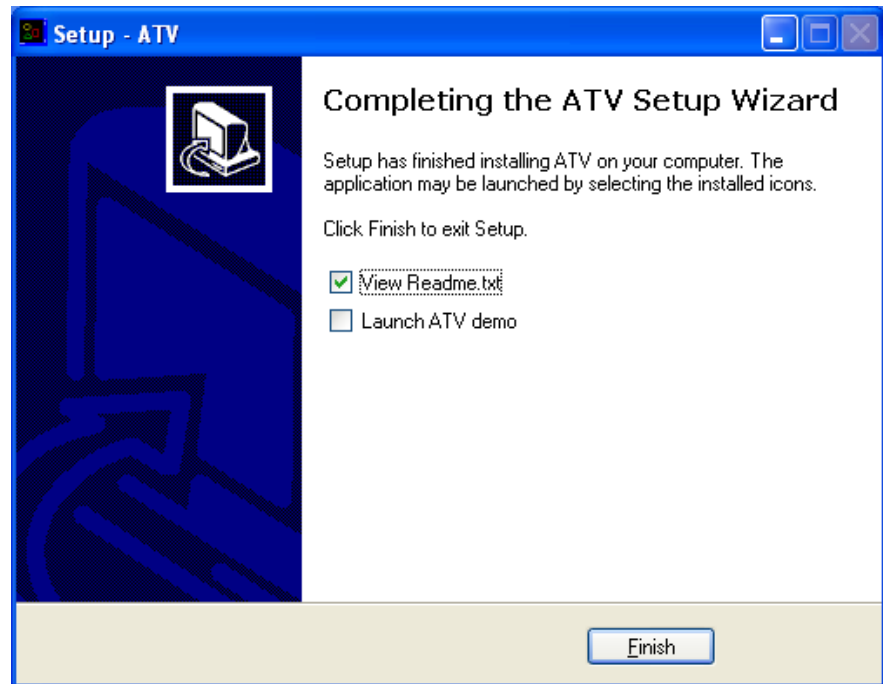 Setup - ATV
Completing the ATV Setup Wizard
Setup has finished installing ATV on your computer. The
application may be launched by selecting the installed icons.
Click Finish to exit Setup.
View Readme.txt
Launch ATV demo
Finish